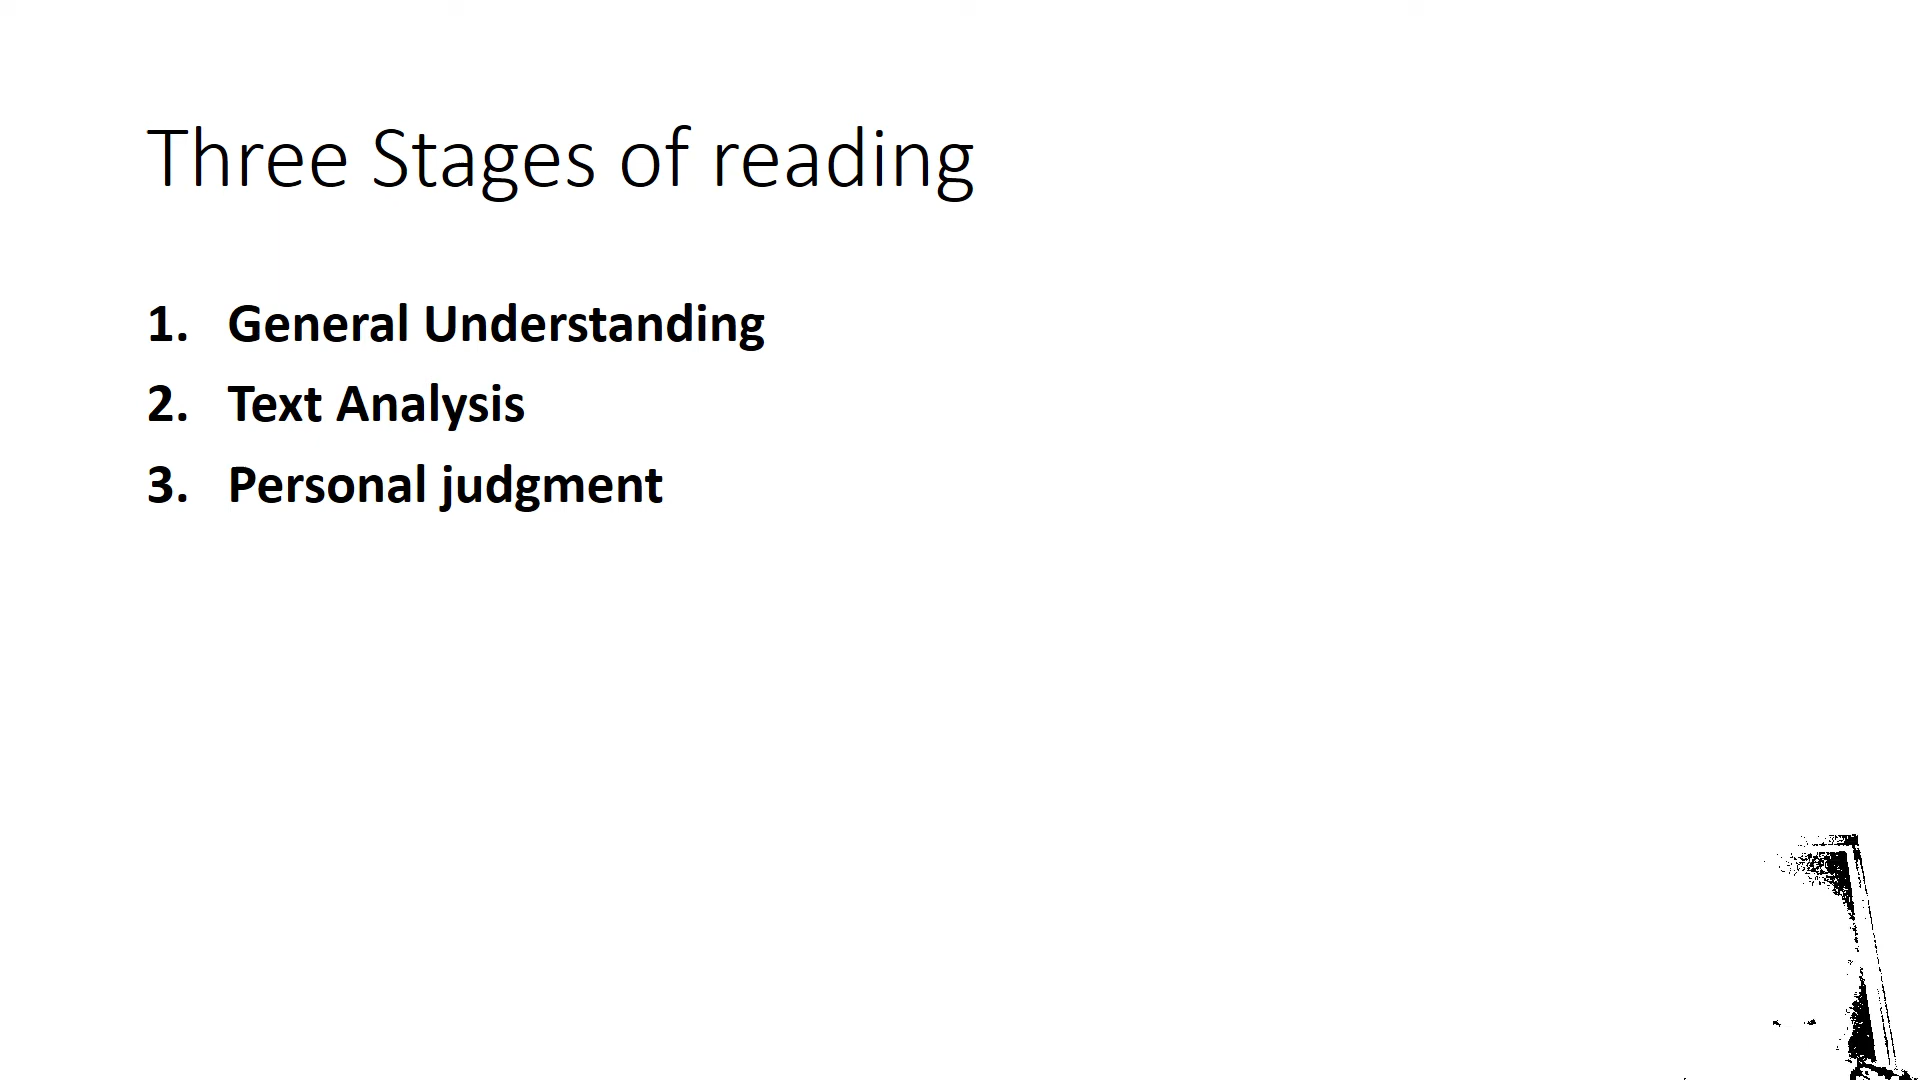 Three Stages of reading
1. General Understanding
2. Text Analysis
3. Personal judgment